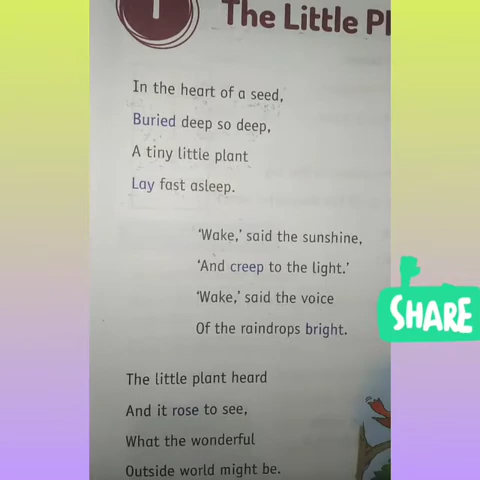 1
The Little Pl
In the heart of a seed,
Buried deep so deep,
A tiny little plant
Lay fast asleep.
‘Wake,’ said the sunshine,
‘And creep to the light.’
‘Wake,’ said the voice
Of the raindrops bright.
The little plant heard
And it rose to see,
What the wonderful
Outside world might be.
SHARE